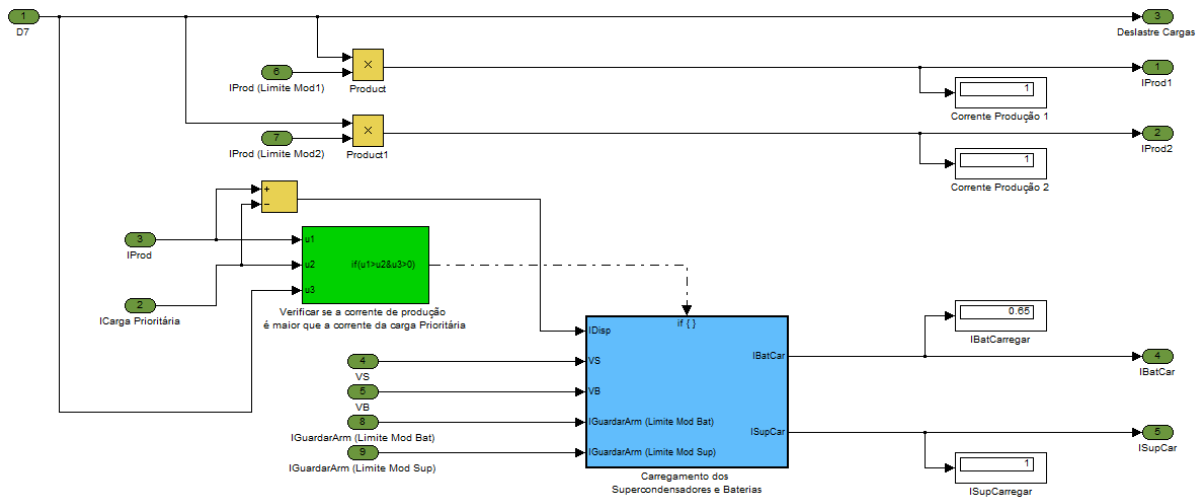 1
D7
3
Deslastre Cargas
6
IProd (Limite Mod1)
×
Product
1
Corrente Produção 1
1
IProd1
7
IProd (Limite Mod2)
×
Product1
1
Corrente Produção 2
2
IProd2
+
−
3
IProd
2
ICarga Prioritária
u1
u2
u3
if(u1>u2&u3>0)
Verificar se a corrente de produção
é maior que a corrente da carga Prioritária
4
VS
5
VB
8
IGuardarArm (Limite Mod Bat)
9
IGuardarArm (Limite Mod Sup)
if { }
IDisp
VS
VB
IGuardarArm (Limite Mod Bat)
IGuardarArm (Limite Mod Sup)
IBatCar
ISupCar
Carregamento dos
Supercondensadores e Baterias
0.65
IBatCarregar
4
IBatCar
5
ISupCar
1
ISupCarregar